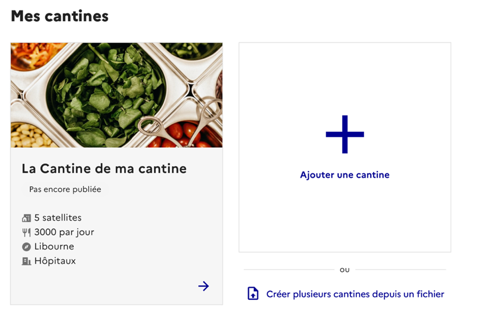 Mes cantines
La Cantine de ma cantine
Pas encore publiée
5 satellites
3000 par jour
Libourne
Hôpitaux
Ajouter une cantine
ou
Créer plusieurs cantines depuis un fichier